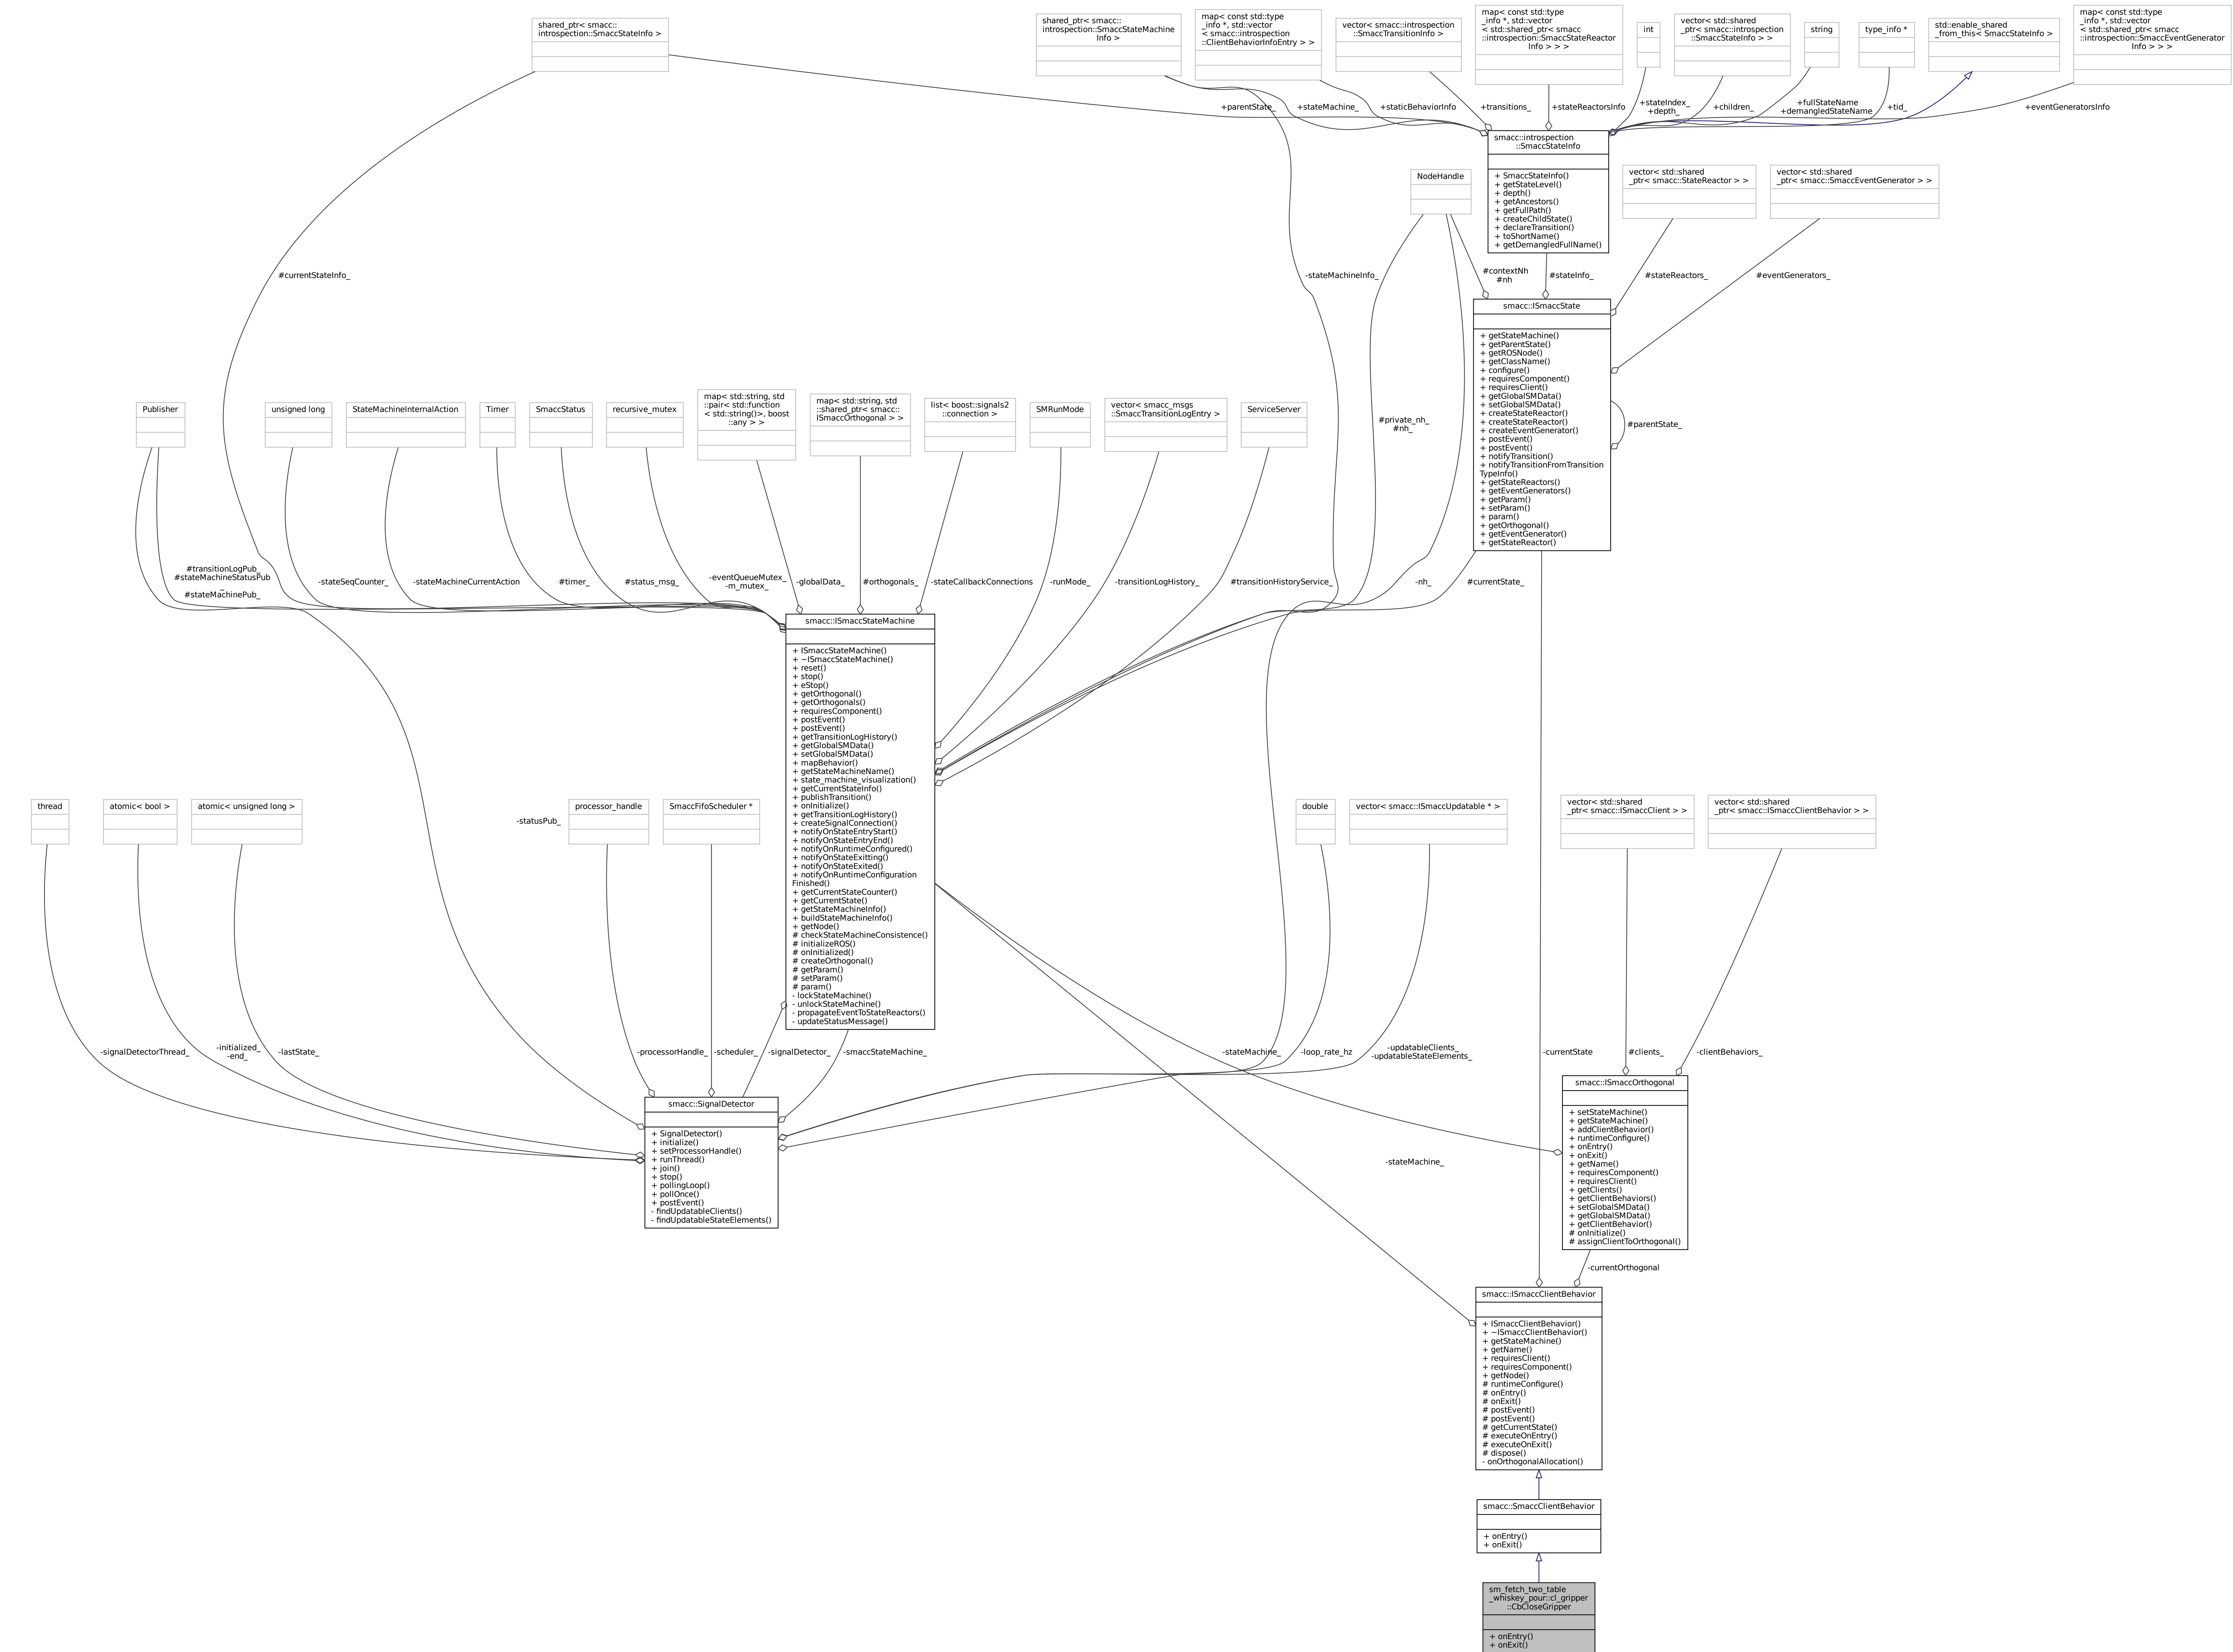 shared_ptr< smacc::
introspection::SmaccStateInfo >
shared_ptr< smacc::
introspection::SmaccStateMachine
Info >
map< const std::type
_info *, std::vector
< smacc::introspection
::ClientBehaviorInfoEntry > >
vector< smacc::introspection
::SmaccTransitionInfo >
map< const std::type
_info *, std::vector
< std::shared_ptr< smacc
::introspection::SmaccStateReactor
Info > > >
int
vector< std::shared
_ptr< smacc::introspection
::SmaccStateInfo > >
string
type_info *
std::enable_shared
_from_this< SmaccStateInfo >
map< const std::type
_info *, std::vector
< std::shared_ptr< smacc
::introspection::SmaccEventGenerator
Info > > >
+parentState_
+stateMachine_
+staticBehaviorInfo
+transitions_
+stateReactorsInfo
+stateIndex_
+depth_
+children_
+fullStateName
+demangledStateName
+tid_
+eventGeneratorsInfo
smacc::introspection
::SmaccStateInfo
+ SmaccStateInfo()
+ getStateLevel()
+ depth()
+ getAncestors()
+ getFullPath()
+ createChildState()
+ declareTransition()
+ toShortName()
+ getDemangledFullName()
NodeHandle
vector< std::shared
_ptr< smacc::StateReactor > >
vector< std::shared
_ptr< smacc::SmaccEventGenerator > >
#currentStateInfo_
-stateMachineInfo_
#contextNh
#nh
#stateInfo_
#stateReactors_
#eventGenerators_
smacc::ISmaccState
+ getStateMachine()
+ getParentState()
+ getROSNode()
+ getClassName()
+ configure()
+ requiresComponent()
+ requiresClient()
+ getGlobalSMData()
+ setGlobalSMData()
+ createStateReactor()
+ createStateReactor()
+ createEventGenerator()
+ postEvent()
+ postEvent()
+ notifyTransition()
+ notifyTransitionFromTransition
TypeInfo()
+ getStateReactors()
+ getEventGenerators()
+ getParam()
+ setParam()
+ param()
+ getOrthogonal()
+ getEventGenerator()
+ getStateReactor()
#parentState_
#private_nh_
#nh_
Publisher
unsigned long
StateMachineInternalAction
Timer
SmaccStatus
recursive_mutex
map< std::string, std
::pair< std::function
< std::string()>, boost
::any > >
map< std::string, std
::shared_ptr< smacc::
ISmaccOrthogonal > >
list< boost::signals2
::connection >
SMRunMode
vector< smacc_msgs
::SmaccTransitionLogEntry >
ServiceServer
#transitionLogPub_
#stateMachineStatusPub
_
#stateMachinePub_
-stateSeqCounter_
-stateMachineCurrentAction
#timer_
#status_msg_
-eventQueueMutex_
-m_mutex_
-globalData_
#orthogonals_
-stateCallbackConnections
-runMode_
-transitionLogHistory_
#transitionHistoryService_
-nh_
#currentState_
smacc::ISmaccStateMachine
+ ISmaccStateMachine()
+ ~ISmaccStateMachine()
+ reset()
+ stop()
+ eStop()
+ getOrthogonal()
+ getOrthogonals()
+ requiresComponent()
+ postEvent()
+ postEvent()
+ getTransitionLogHistory()
+ getGlobalSMData()
+ setGlobalSMData()
+ mapBehavior()
+ getStateMachineName()
+ state_machine_visualization()
+ getCurrentStateInfo()
+ publishTransition()
+ onInitialize()
+ getTransitionLogHistory()
+ createSignalConnection()
+ notifyOnStateEntryStart()
+ notifyOnStateEntryEnd()
+ notifyOnRuntimeConfigured()
+ notifyOnStateExitting()
+ notifyOnStateExited()
+ notifyOnRuntimeConfiguration
Finished()
+ getCurrentStateCounter()
+ getCurrentState()
+ getStateMachineInfo()
+ buildStateMachineInfo()
+ getNode()
# checkStateMachineConsistence()
# initializeROS()
# onInitialized()
# createOrthogonal()
# getParam()
# setParam()
# param()
- lockStateMachine()
- unlockStateMachine()
- propagateEventToStateReactors()
- updateStatusMessage()
thread
atomic< bool >
atomic< unsigned long >
-statusPub_
processor_handle
SmaccFifoScheduler *
double
vector< smacc::ISmaccUpdatable * >
vector< std::shared
_ptr< smacc::ISmaccClient > >
vector< std::shared
_ptr< smacc::ISmaccClientBehavior > >
-signalDetectorThread_
-initialized_
-end_
-lastState_
-processorHandle_
-scheduler_
-signalDetector_
-smaccStateMachine_
-stateMachine_
-loop_rate_hz
-updatableClients_
-updatableStateElements_
-currentState
#clients_
-clientBehaviors_
smacc::SignalDetector
+ SignalDetector()
+ initialize()
+ setProcessorHandle()
+ runThread()
+ join()
+ stop()
+ pollingLoop()
+ pollOnce()
+ postEvent()
- findUpdatableClients()
- findUpdatableStateElements()
smacc::ISmaccOrthogonal
+ setStateMachine()
+ getStateMachine()
+ addClientBehavior()
+ runtimeConfigure()
+ onEntry()
+ onExit()
+ getName()
+ requiresComponent()
+ requiresClient()
+ getClients()
+ getClientBehaviors()
+ setGlobalSMData()
+ getGlobalSMData()
+ getClientBehavior()
# onInitialize()
# assignClientToOrthogonal()
-stateMachine_
-currentOrthogonal
smacc::ISmaccClientBehavior
+ ISmaccClientBehavior()
+ ~ISmaccClientBehavior()
+ getStateMachine()
+ getName()
+ requiresClient()
+ requiresComponent()
+ getNode()
# runtimeConfigure()
# onEntry()
# onExit()
# postEvent()
# postEvent()
# getCurrentState()
# executeOnEntry()
# executeOnExit()
# dispose()
- onOrthogonalAllocation()
smacc::SmaccClientBehavior
+ onEntry()
+ onExit()
sm_fetch_two_table
_whiskey_pour::cl_gripper
::CbCloseGripper
+ onEntry()
+ onExit()